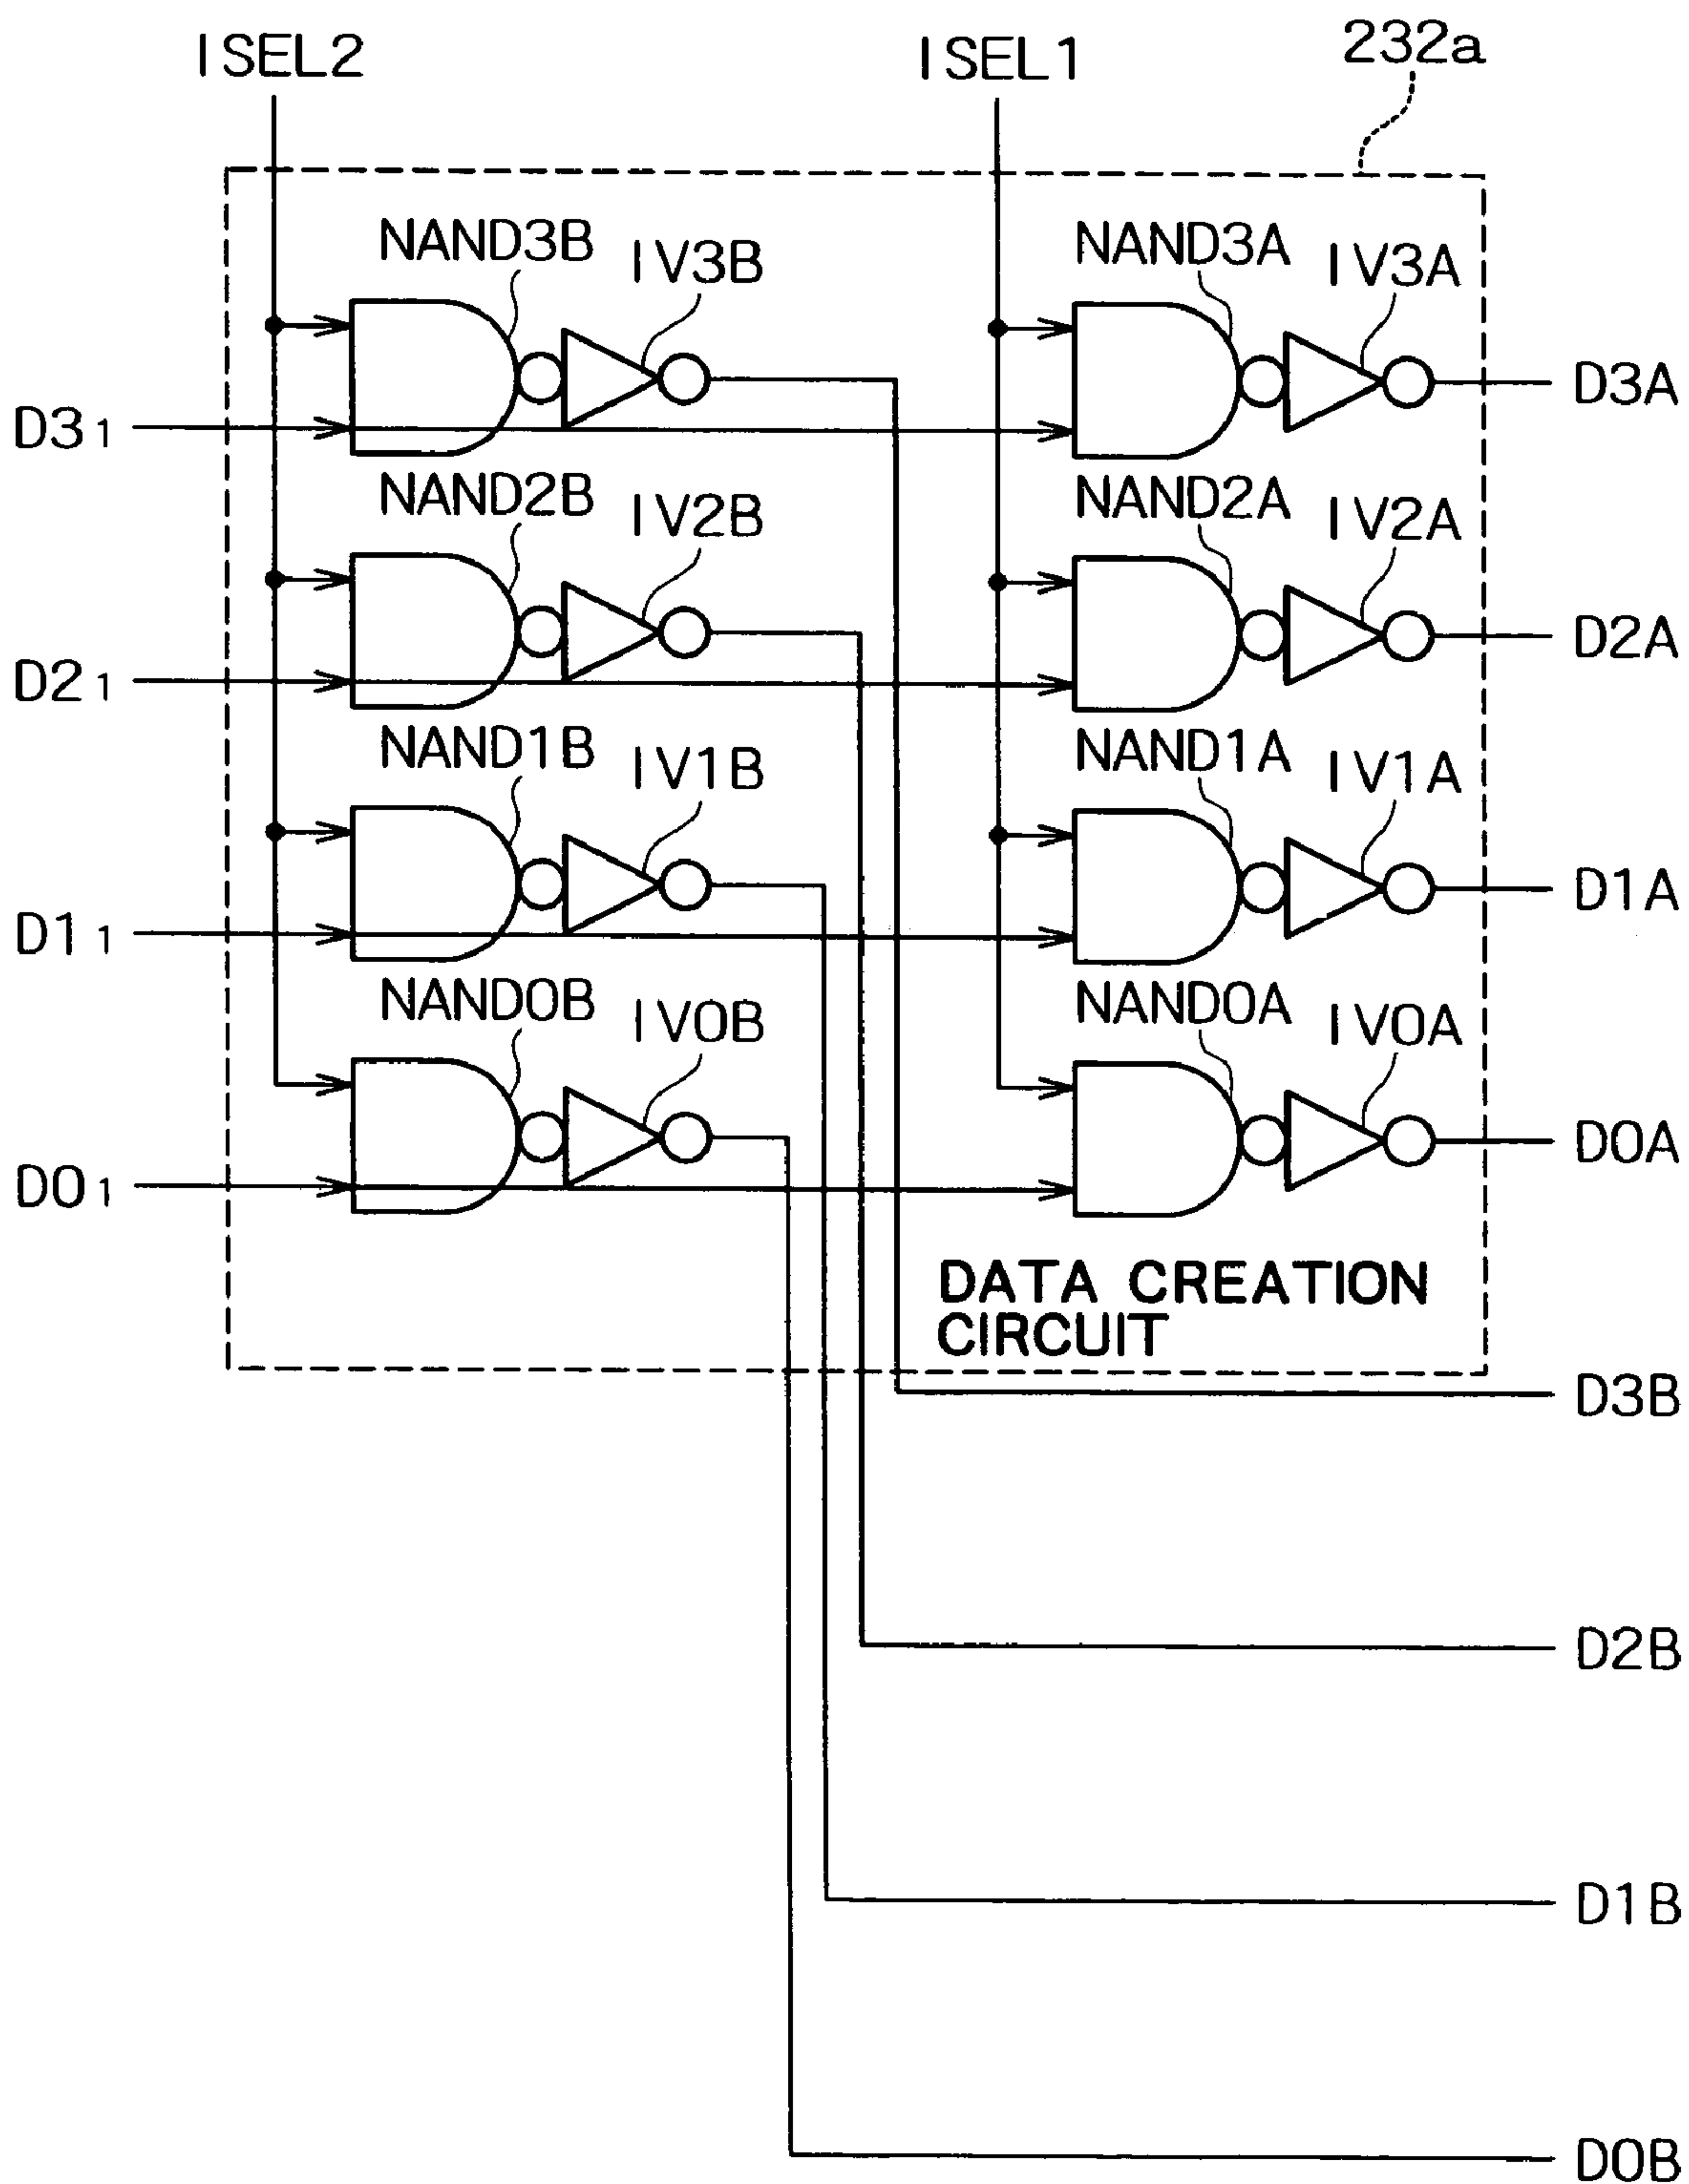 ISEL2
ISEL1
232a
NAND3B
IV3B
NAND3A
IV3A
D3A
D3₁
NAND2B
IV2B
NAND2A
IV2A
D2A
D2₁
NAND1B
IV1B
NAND1A
IV1A
D1A
D1₁
NAND0B
IV0B
NAND0A
IV0A
D0A
D0₁
DATA CREATION
CIRCUIT
D3B
D2B
D1B
D0B